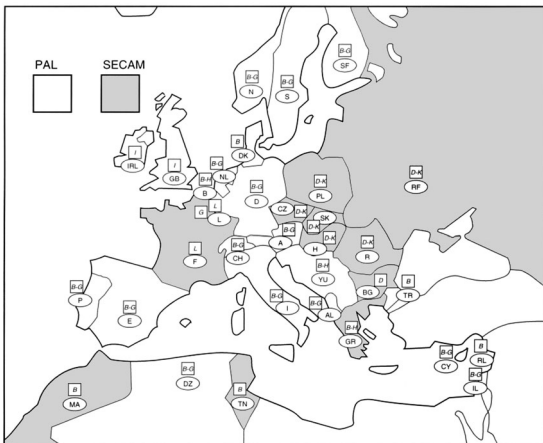 PAL SECAM
B-G
SF
B-G
N
B-G
S
I
IRL
I
GB
B
DK
B-G
NL
B-H
B
B-G
D
D-K
PL
D-K
RF
G
L
L
CZ
D-K
SK
D-K
D-K
H
B-G
A
L
F
B-G
CH
D-K
R
B-H
YU
D
BG
B
TR
B-G
P
B-G
E
B-G
I
B-G
AL
B-H
GR
B-G
CY
B
RL
B-G
IL
B
MA
B-G
DZ
B
TN